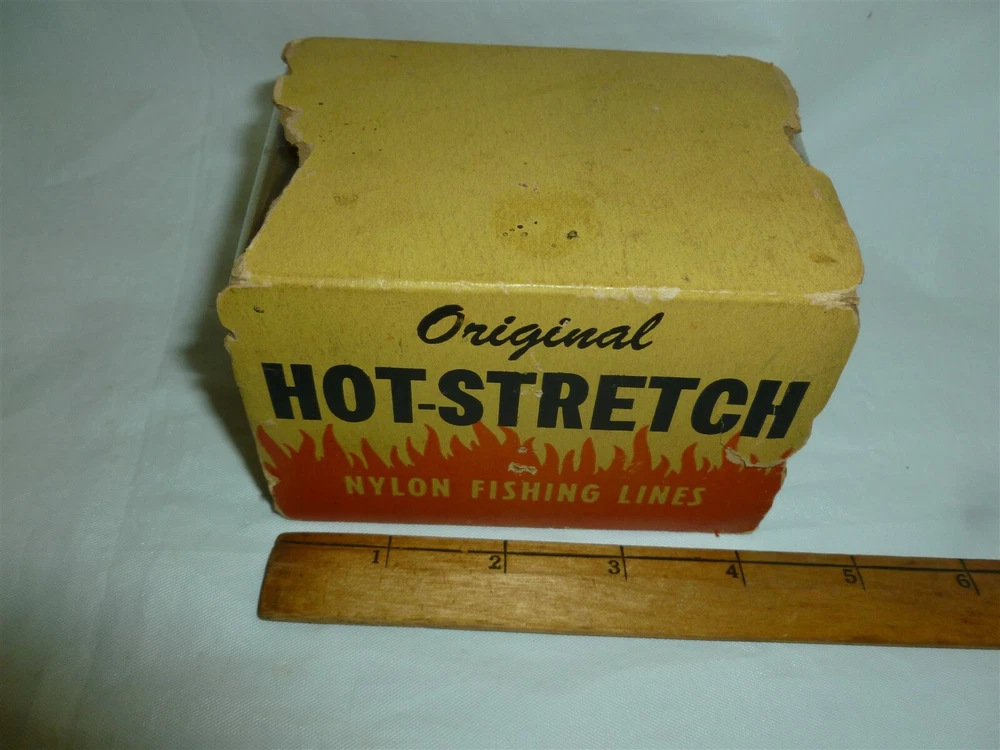 Original
HOT-STRETCH
NYLON FISHING LINES
1 2 3 4 5 6